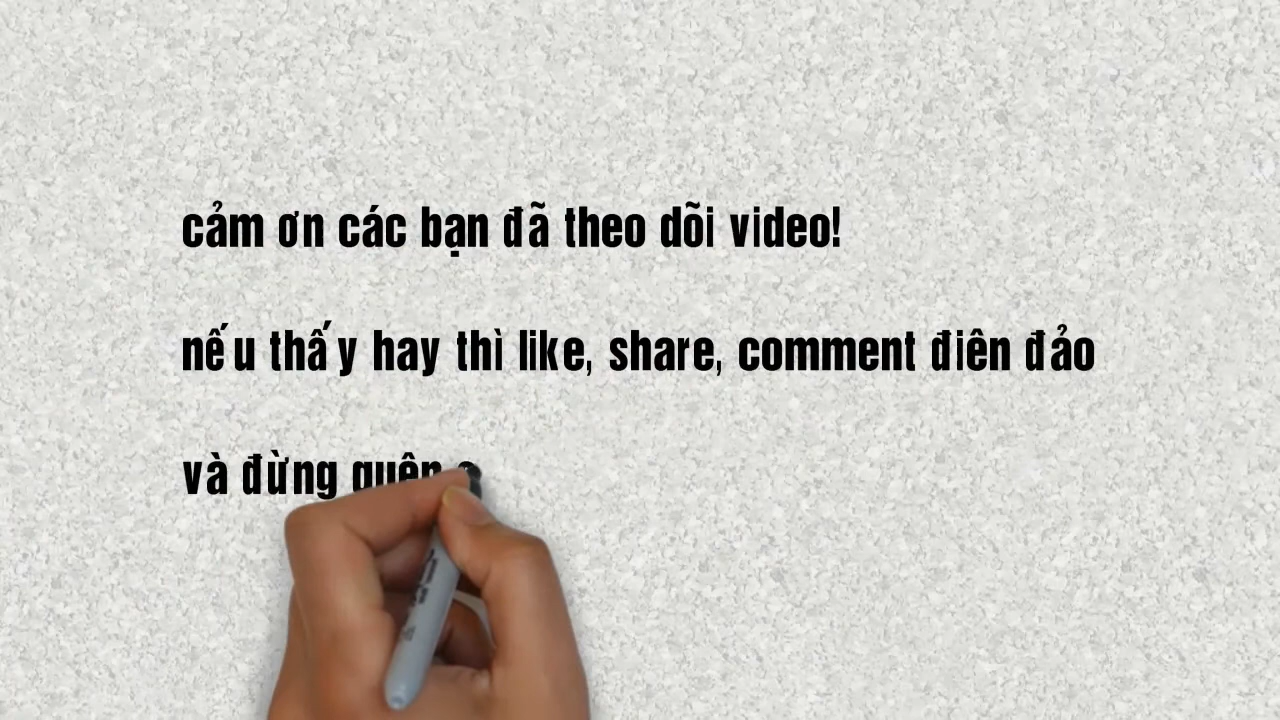 cảm ơn các bạn đã theo dõi video!
nếu thấy hay thì like, share, comment điên đảo
và đừng quên